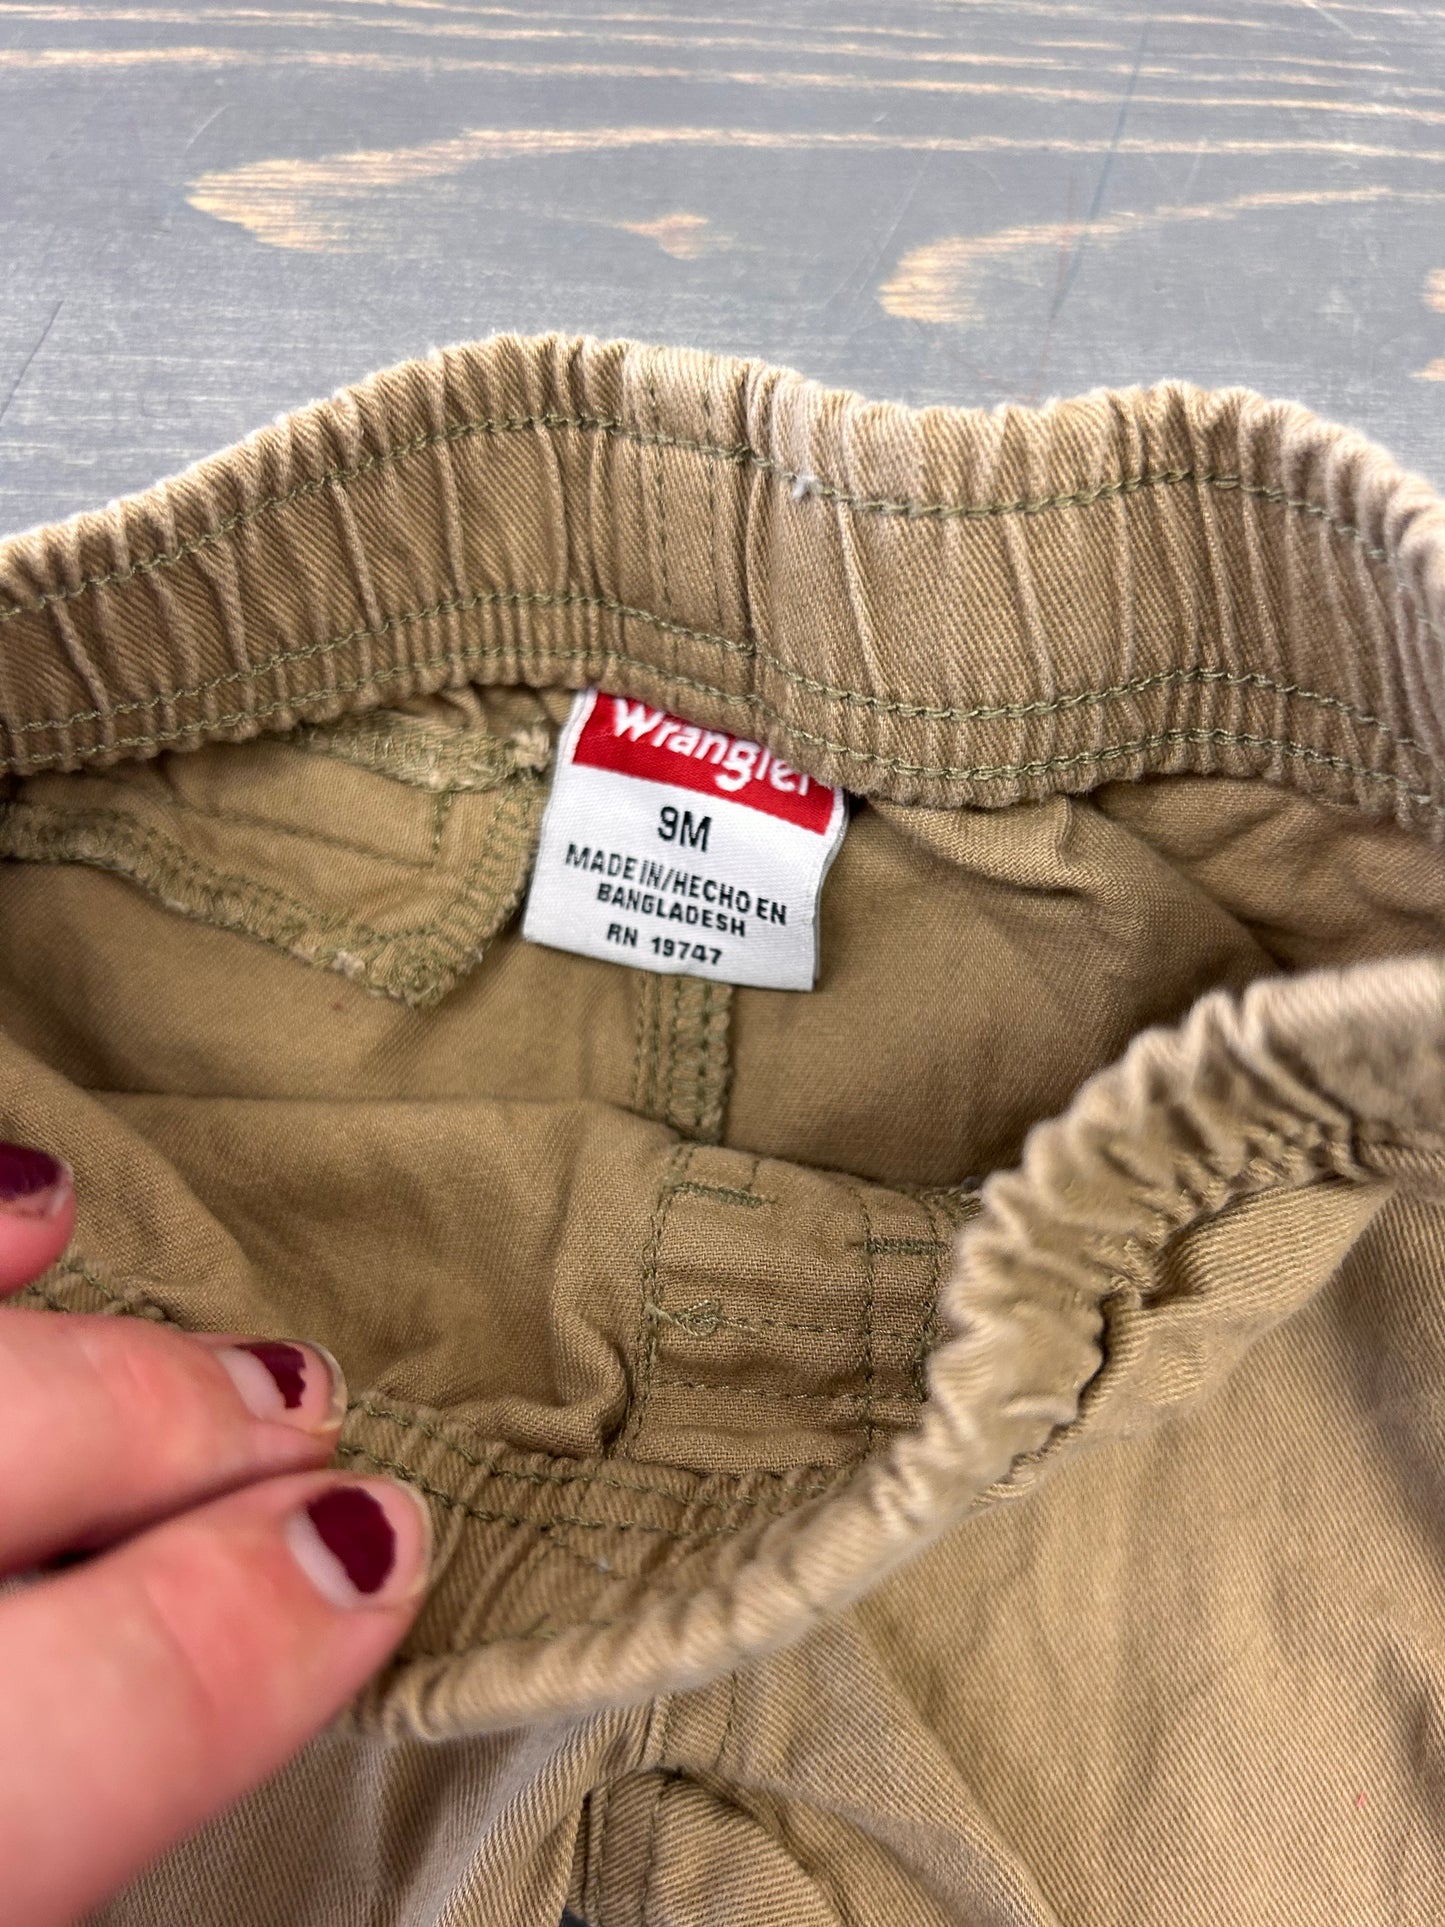 Wrangler
9M
MADE IN/HECHO EN
BANGLADESH
RN 19747